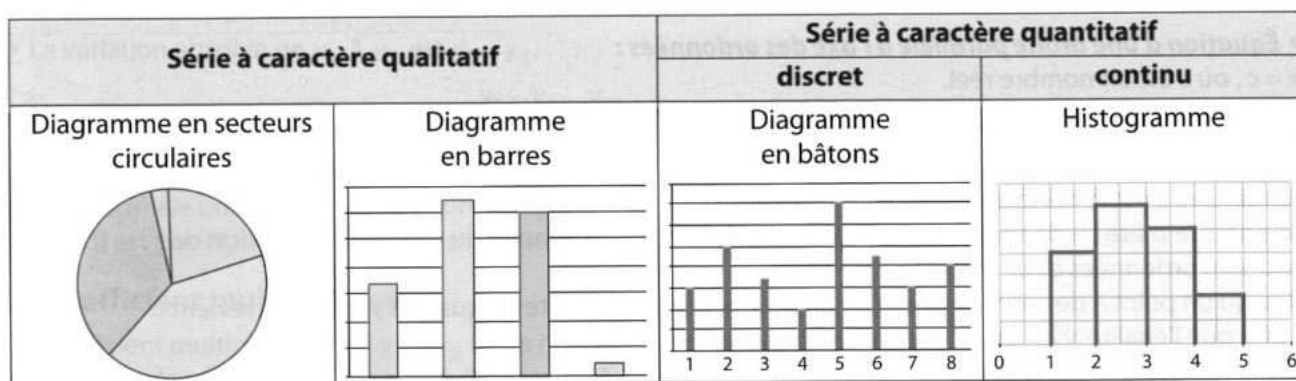 Série à caractère qualitatif
Série à caractère quantitatif
discret
continu
Diagramme en secteurs
circulaires
Diagramme
en barres
Diagramme
en bâtons
Histogramme
1 2 3 4 5 6 7 8
0 1 2 3 4 5 6